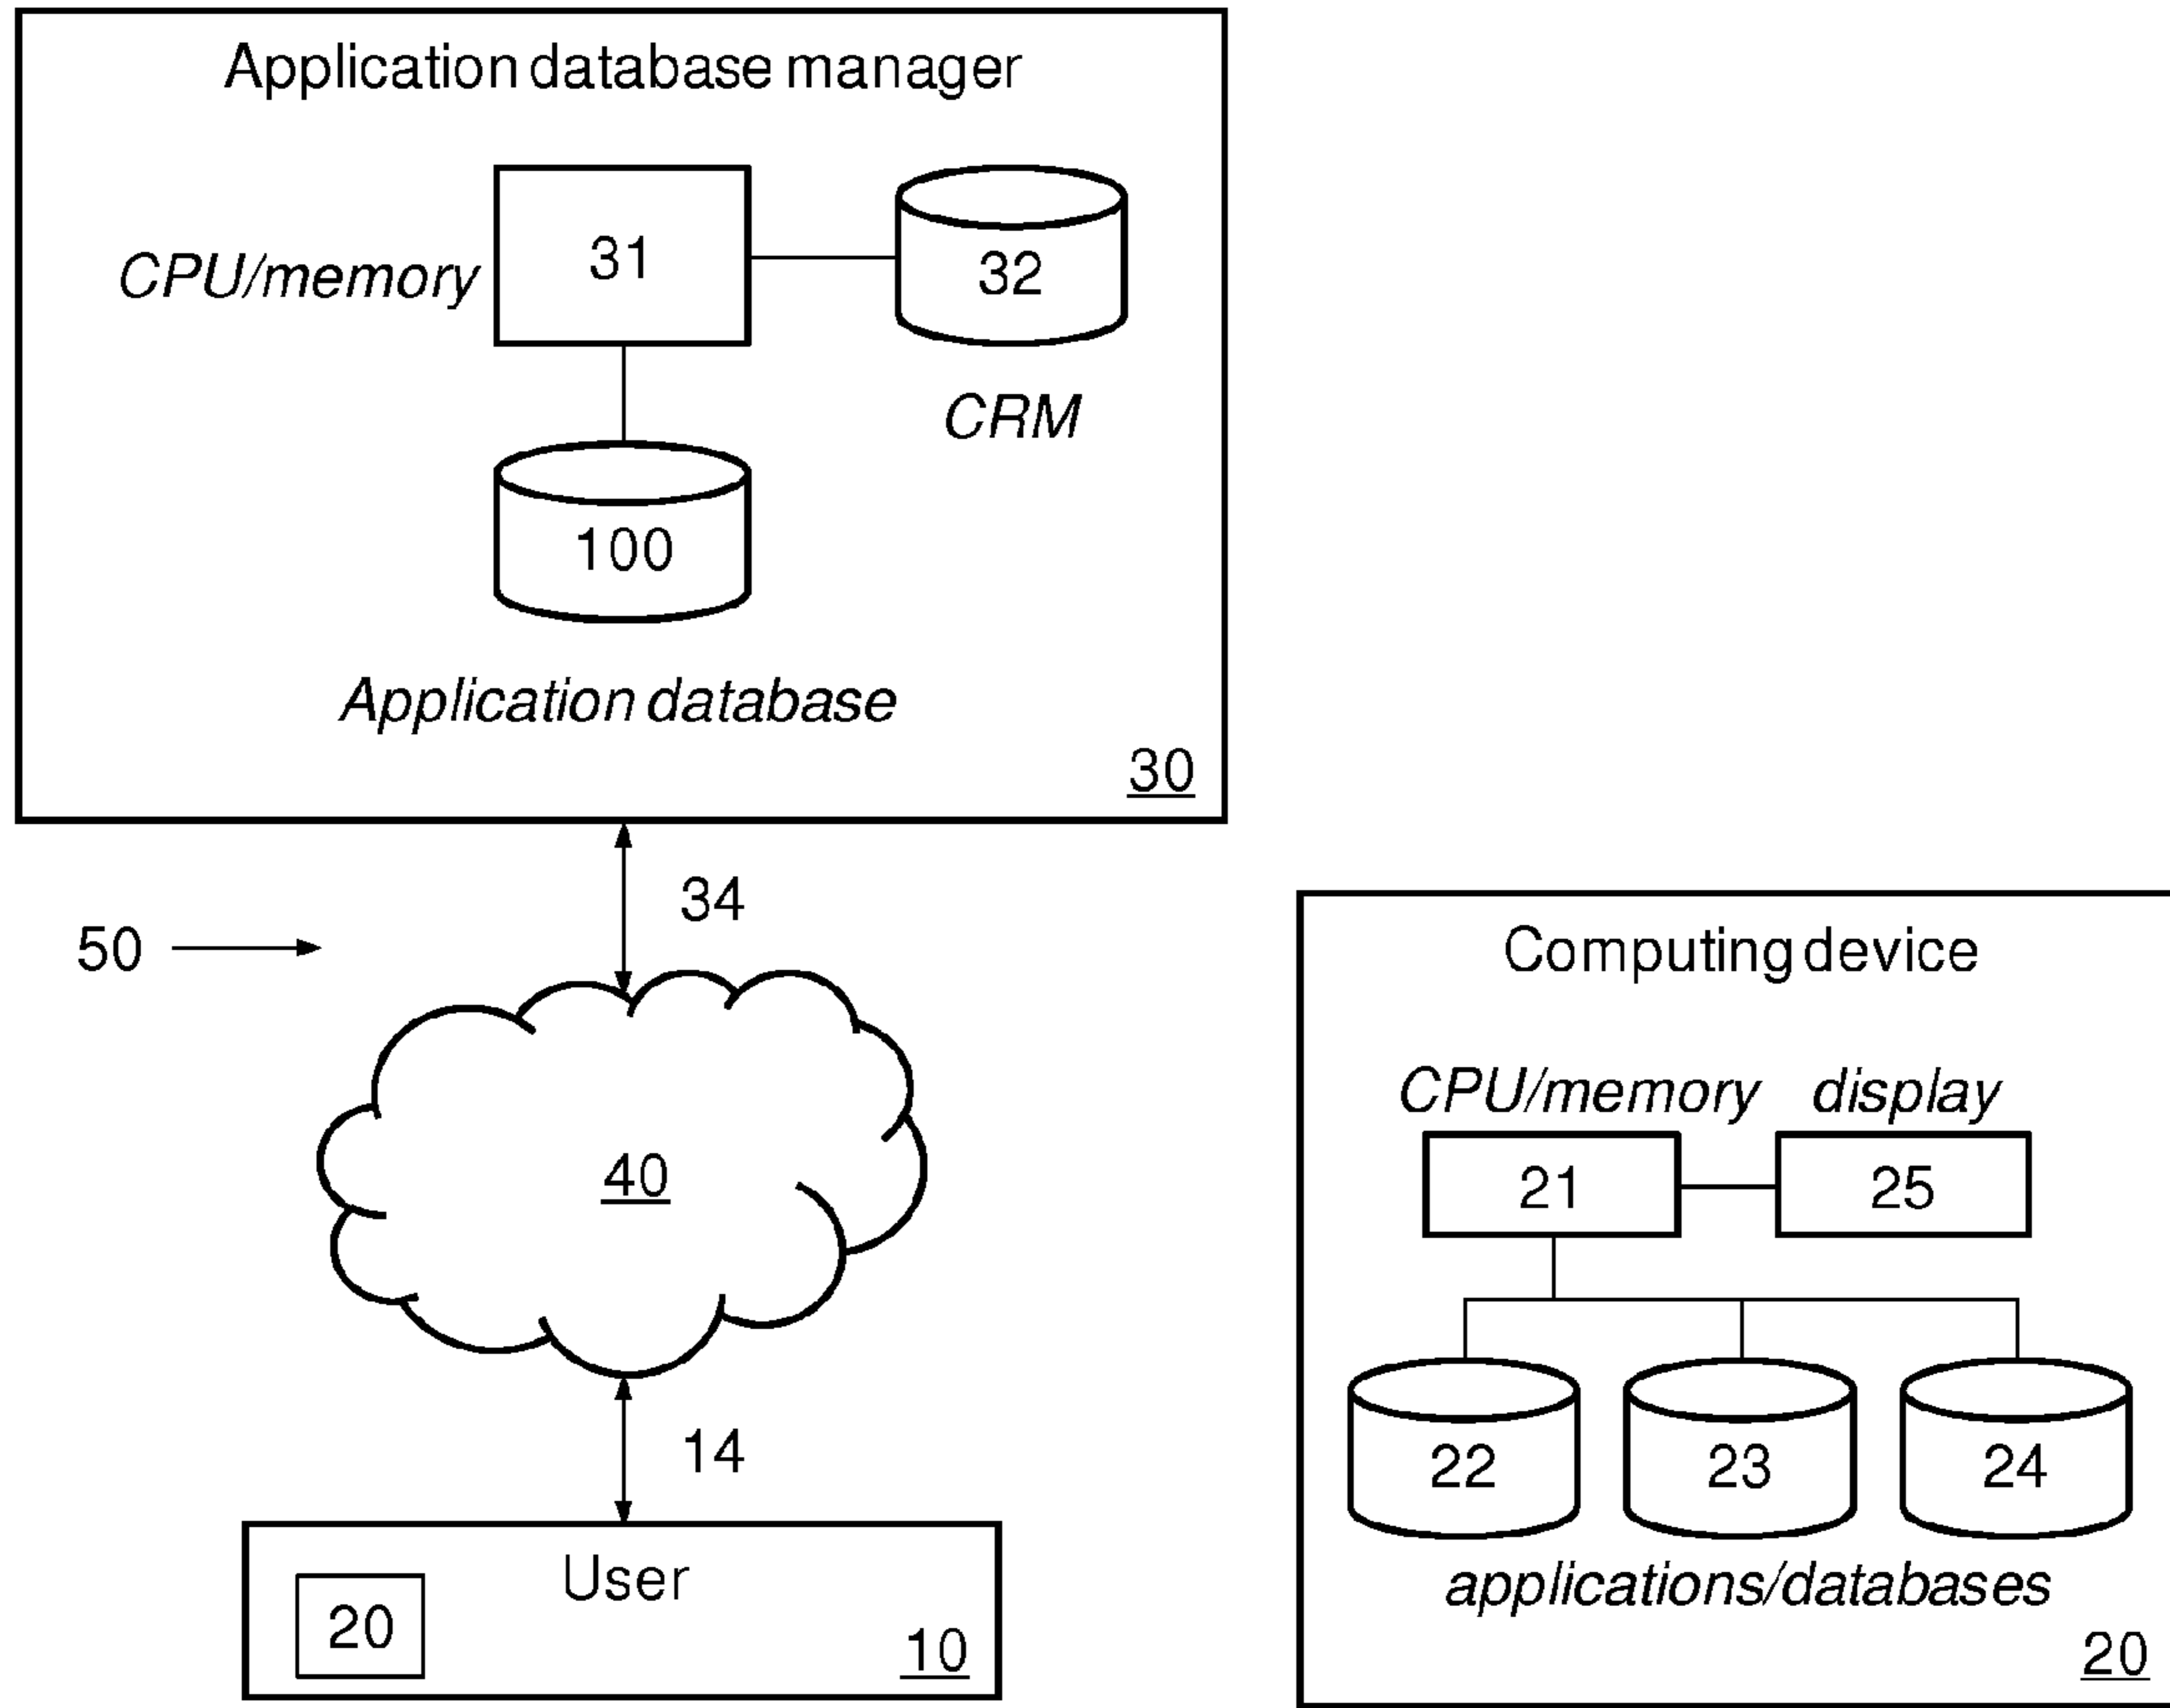 Application database manager
31
32
CPU/memory
CRM
100
Application database
30
34
50
40
14
User
20
10
Computing device
CPU/memory display
21
25
22
23
24
applications/databases
20